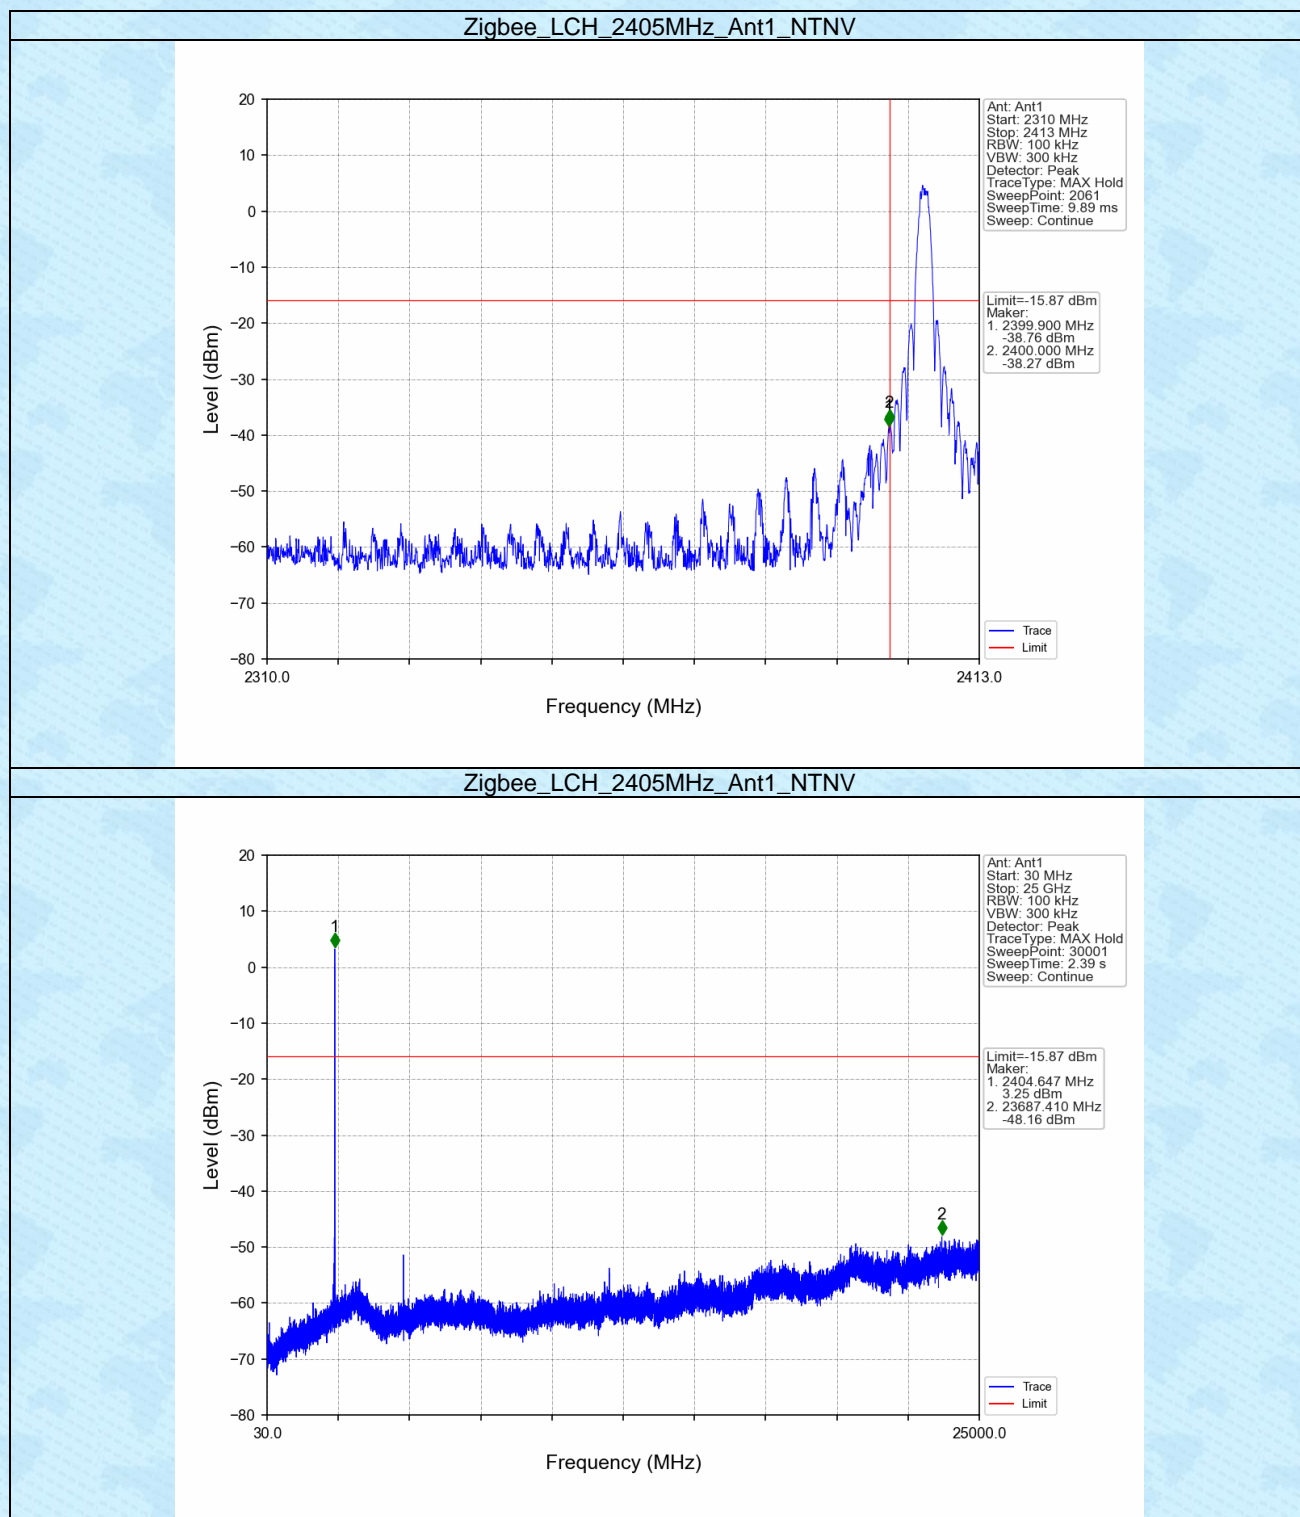 Zigbee_LCH_2405MHz_Ant1_NTNV
20
10
0
−10
−20
−30
−40
−50
−60
−70
−80
Level (dBm)
2310.0
2413.0
Frequency (MHz)
2
Ant: Ant1
Start: 2310 MHz
Stop: 2413 MHz
RBW: 100 kHz
VBW: 300 kHz
Detector: Peak
TraceType: MAX Hold
SweepPoint: 2061
SweepTime: 9.89 ms
Sweep: Continue
Limit=-15.87 dBm
Maker:
1. 2399.900 MHz
-38.76 dBm
2. 2400.000 MHz
-38.27 dBm
Trace
Limit
Zigbee_LCH_2405MHz_Ant1_NTNV
20
10
0
−10
−20
−30
−40
−50
−60
−70
−80
Level (dBm)
30.0
25000.0
Frequency (MHz)
1
2
Ant: Ant1
Start: 30 MHz
Stop: 25 GHz
RBW: 100 kHz
VBW: 300 kHz
Detector: Peak
TraceType: MAX Hold
SweepPoint: 30001
SweepTime: 2.39 s
Sweep: Continue
Limit=-15.87 dBm
Maker:
1. 2404.647 MHz
3.25 dBm
2. 23687.410 MHz
-48.16 dBm
Trace
Limit